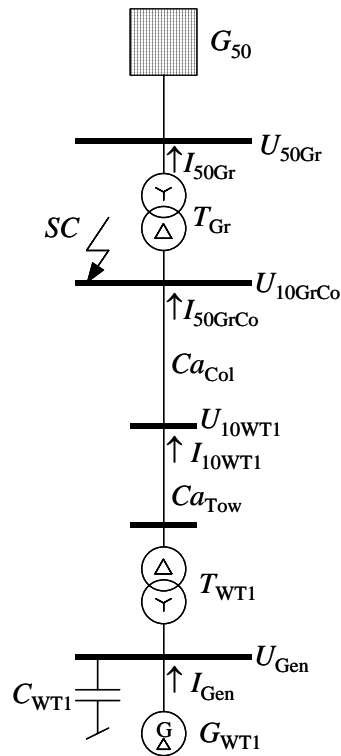 G50
U50Gr
I50Gr
TGr
SC
U10GrCo
I50GrCo
CaCol
U10WT1
I10WT1
CaTow
TWT1
UGen
CWT1
IGen
G
GWT1